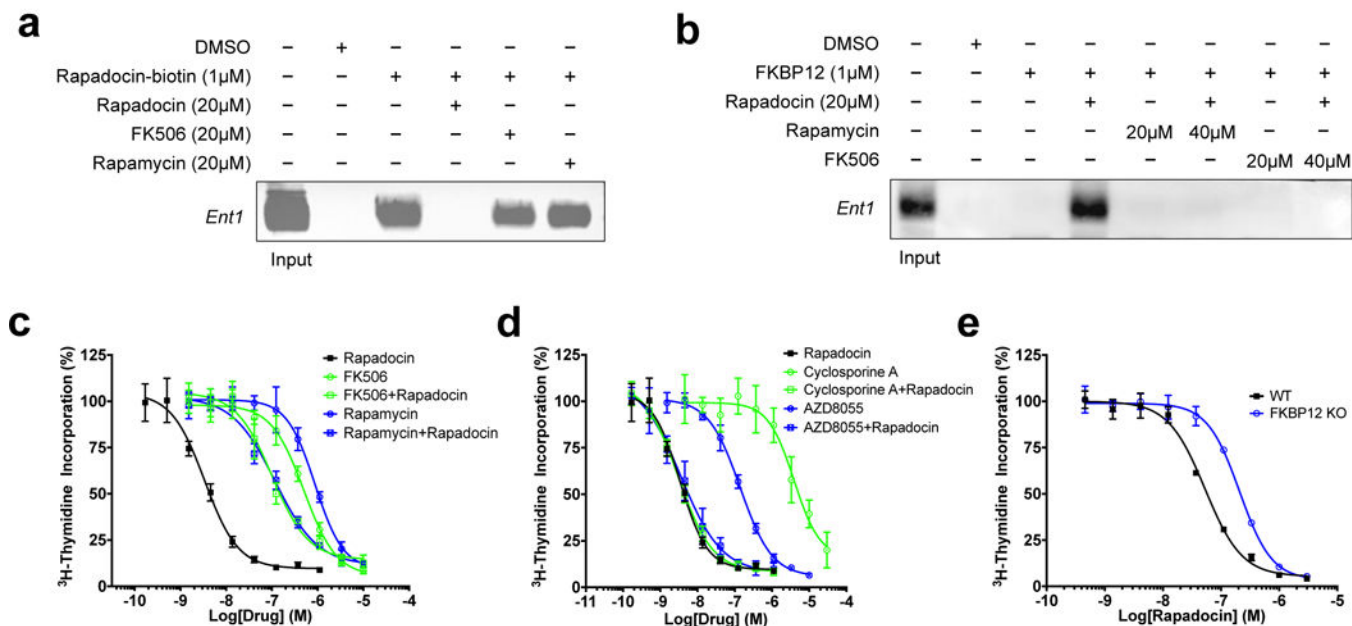 a
DMSO – + – – – –
Rapadocin-biotin (1μM) – – + + + +
Rapadocin (20μM) – – – + – –
FK506 (20μM) – – – – + –
Rapamycin (20μM) – – – – – +
Ent1
Input
b
DMSO – + – – – – – –
FKBP12 (1μM) – – + + + + + +
Rapadocin (20μM) – – – + – + – +
Rapamycin – – – – 20μM 40μM – –
FK506 – – – – – – 20μM 40μM
Ent1
Input
c
³H-Thymidine Incorporation (%)
125
100
75
50
25
0
-10 -9 -8 -7 -6 -5 -4
Log[Drug] (M)
Rapadocin
FK506
FK506+Rapadocin
Rapamycin
Rapamycin+Rapadocin
d
³H-Thymidine Incorporation (%)
125
100
75
50
25
0
-11 -10 -9 -8 -7 -6 -5 -4
Log[Drug] (M)
Rapadocin
Cyclosporine A
Cyclosporine A+Rapadocin
AZD8055
AZD8055+Rapadocin
e
³H-Thymidine Incorporation (%)
125
100
75
50
25
0
-10 -9 -8 -7 -6 -5
Log[Rapadocin] (M)
WT
FKBP12 KO